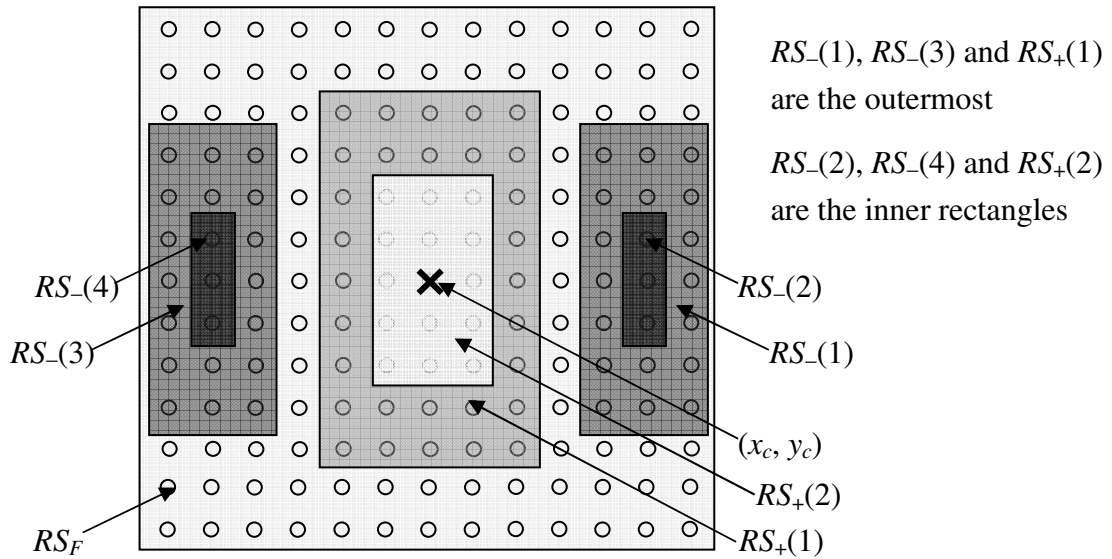 RS₋(1), RS₋(3) and RS₊(1)
are the outermost
RS₋(2), RS₋(4) and RS₊(2)
are the inner rectangles
RS₋(4)
RS₋(2)
RS₋(3)
RS₋(1)
(x_c, y_c)
RS₊(2)
RS_F
RS₊(1)